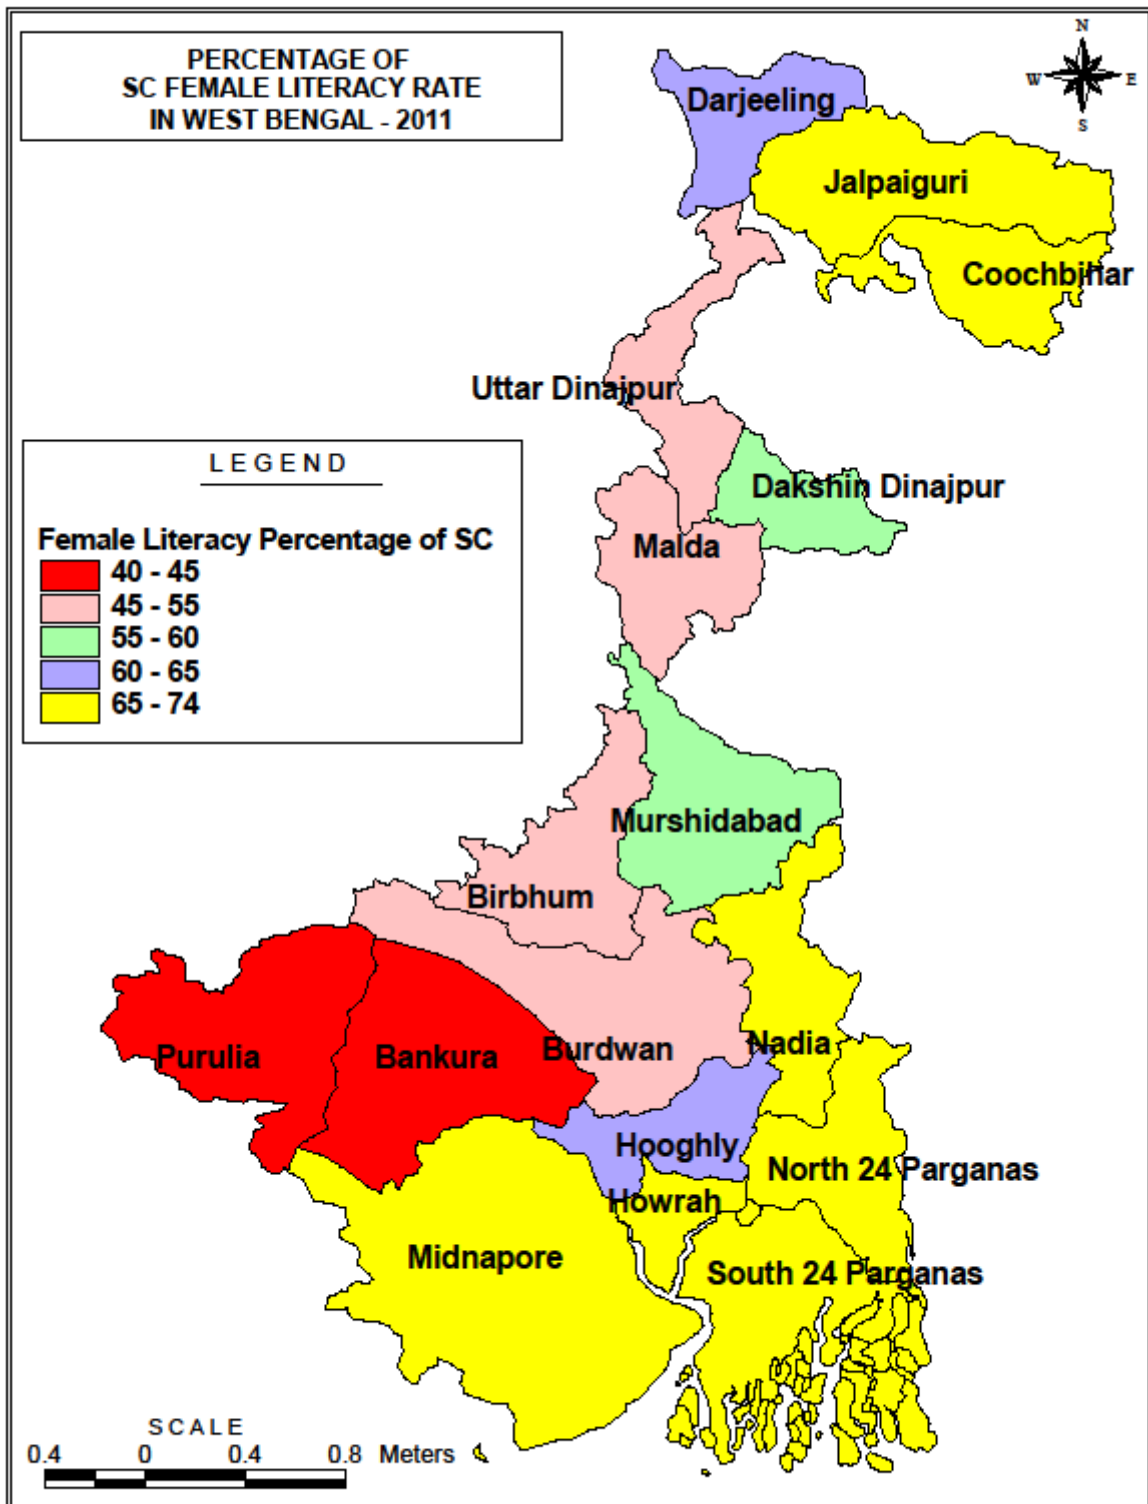 PERCENTAGE OF
SC FEMALE LITERACY RATE
IN WEST BENGAL - 2011
N
W E
S
Darjeeling
Jalpaiguri
Coochbihar
Uttar Dinajpur
LEGEND
Female Literacy Percentage of SC
40 - 45
45 - 55
55 - 60
60 - 65
65 - 74
Dakshin Dinajpur
Malda
Murshidabad
Birbhum
Purulia
Bankura
Burdwan
Nadia
Hooghly
North 24 Parganas
Howrah
Midnapore
South 24 Parganas
SCALE
0.4 0 0.4 0.8 Meters